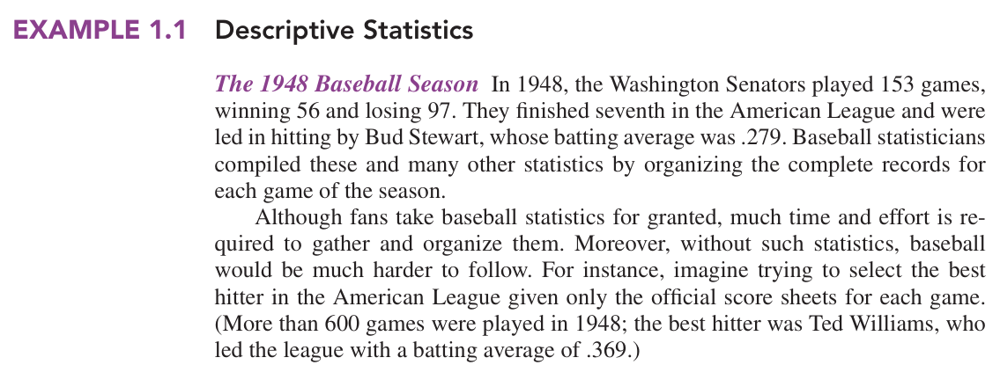 EXAMPLE 1.1 Descriptive Statistics
The 1948 Baseball Season In 1948, the Washington Senators played 153 games,
winning 56 and losing 97. They finished seventh in the American League and were
led in hitting by Bud Stewart, whose batting average was .279. Baseball statisticians
compiled these and many other statistics by organizing the complete records for
each game of the season.
Although fans take baseball statistics for granted, much time and effort is re-
quired to gather and organize them. Moreover, without such statistics, baseball
would be much harder to follow. For instance, imagine trying to select the best
hitter in the American League given only the official score sheets for each game.
(More than 600 games were played in 1948; the best hitter was Ted Williams, who
led the league with a batting average of .369.)